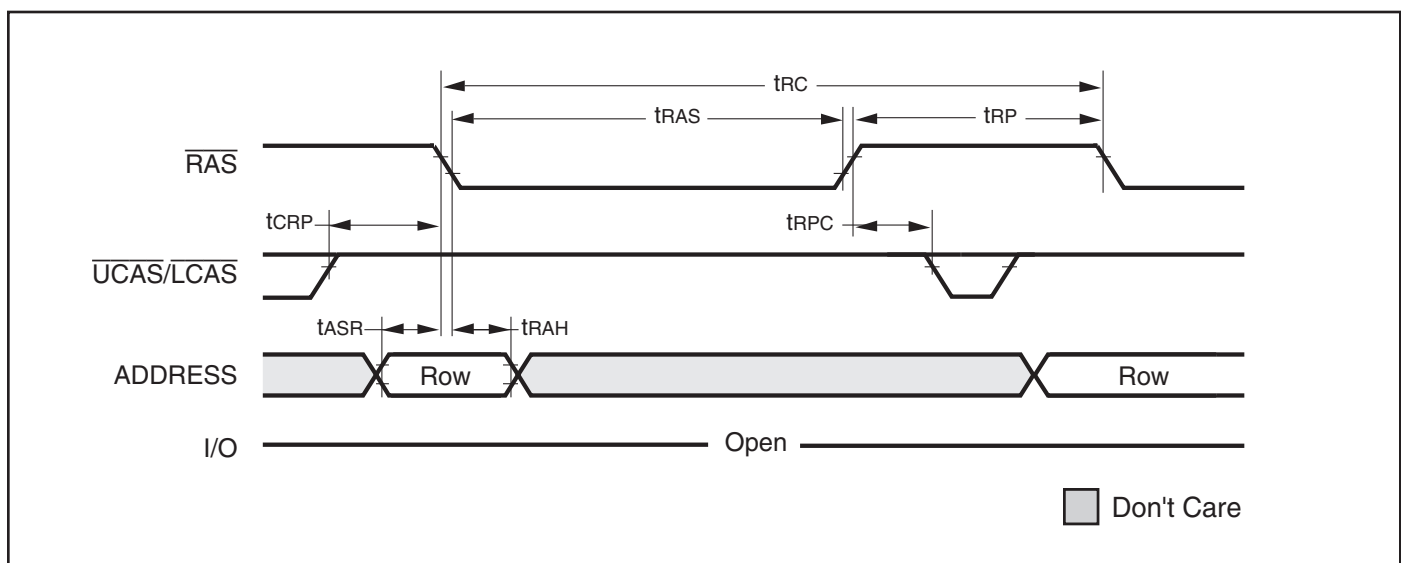 tRC
tRAS
tRP
RAS
tCRP
tRPC
UCAS/LCAS
tASR
tRAH
ADDRESS
Row
Row
I/O
Open
Don't Care